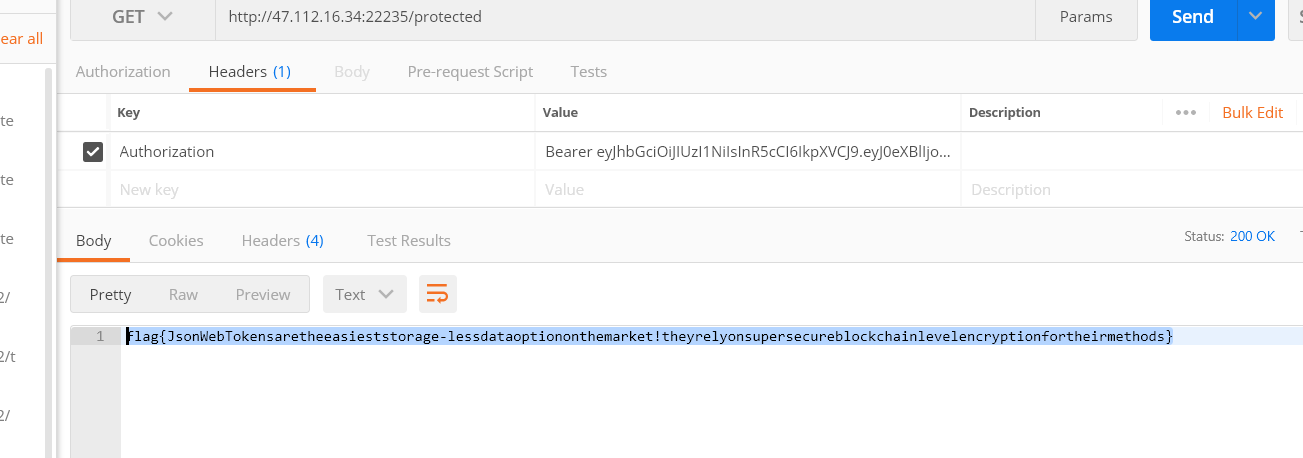 GET http://47.112.16.34:22235/protected Params Send
ear all
Authorization Headers (1) Body Pre-request Script Tests
Key Value Description ••• Bulk Edit
te
Authorization Bearer eyJhbGciOiJIUzI1NiIsInR5cCI6IkpXVCJ9.eyJ0eXBlIjo...
te
New key Value Description
te
Body Cookies Headers (4) Test Results Status: 200 OK
2/
Pretty Raw Preview Text
1 flag{JsonWebTokensaretheeasieststorage-lessdataoptiononthemarket!theyrelyonsupersecureblockchainlevelencryptionfortheirmethods}
2/t
2/